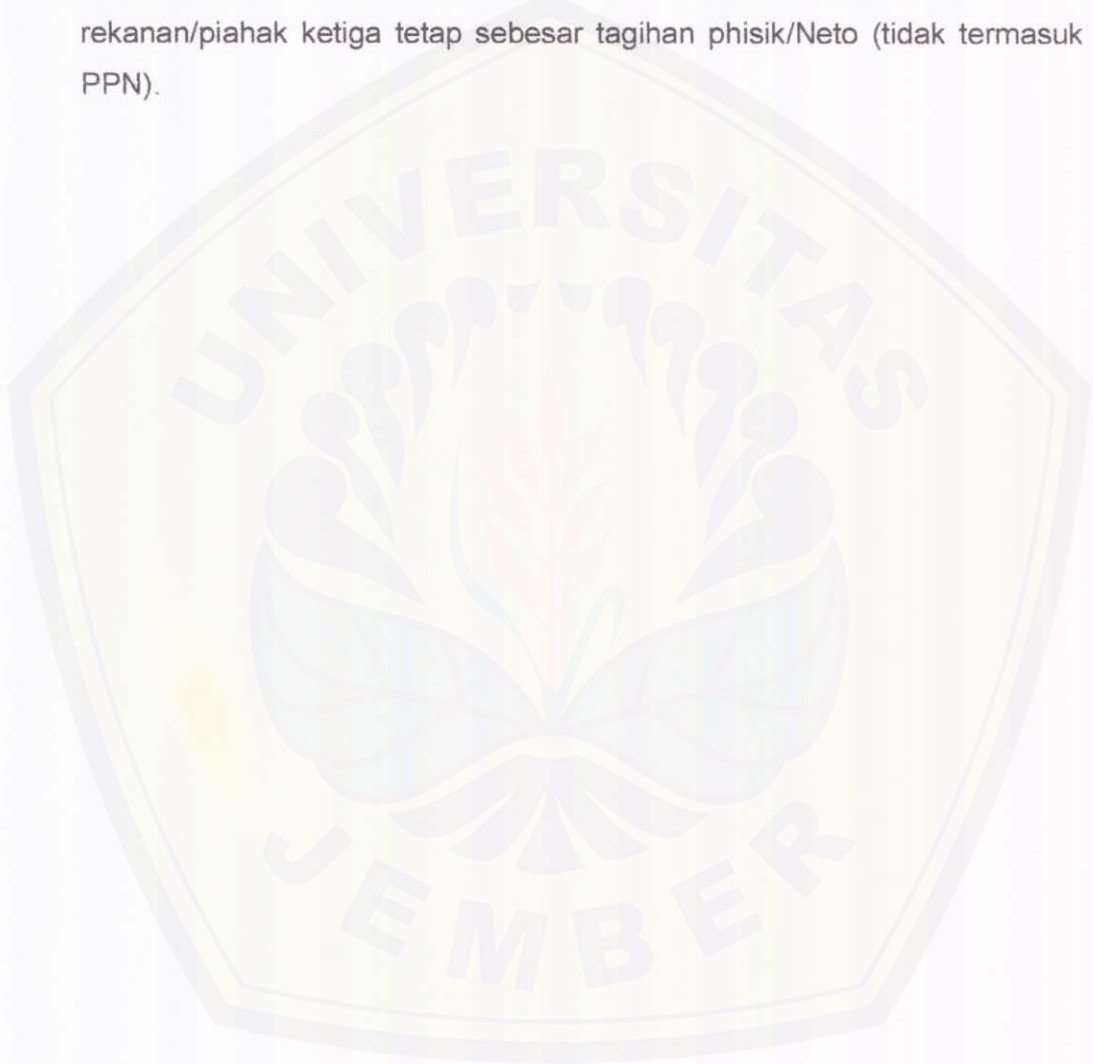 rekanan/piahak ketiga tetap sebesar tagihan phisik/Neto (tidak termasuk
PPN).
UNIVERSITAS
JEMBER